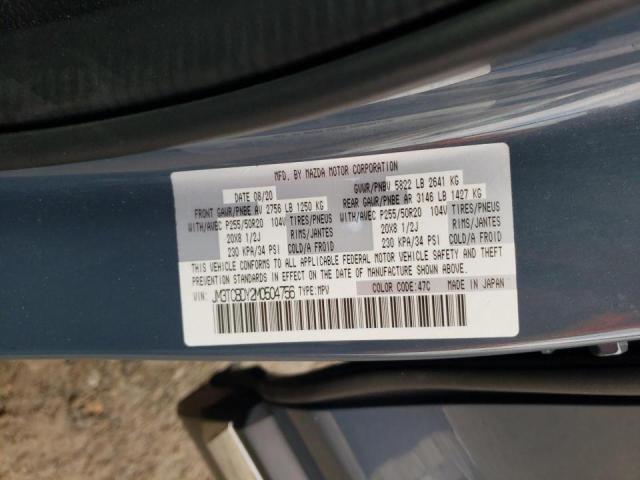 MFD. BY MAZDA MOTOR CORPORATION
DATE 08/20 GVWR/PNBV 5822 LB 2641 KG
FRONT GAWR/PNBE AV 2756 LB 1250 KG REAR GAWR/PNBE AR 3146 LB 1427 KG
WITH/AVEC P255/50R20 104V TIRES/PNEUS WITH/AVEC P255/50R20 104V TIRES/PNEUS
20X8 1/2J RIMS/JANTES 20X8 1/2J RIMS/JANTES
230 KPA/34 PSI COLD/A FROID 230 KPA/34 PSI COLD/A FROID
THIS VEHICLE CONFORMS TO ALL APPLICABLE FEDERAL MOTOR VEHICLE SAFETY AND THEFT
PREVENTION STANDARDS IN EFFECT ON THE DATE OF MANUFACTURE SHOWN ABOVE.
VIN: JM3TCBDY2M0504756 TYPE:MPV COLOR CODE:47C MADE IN JAPAN